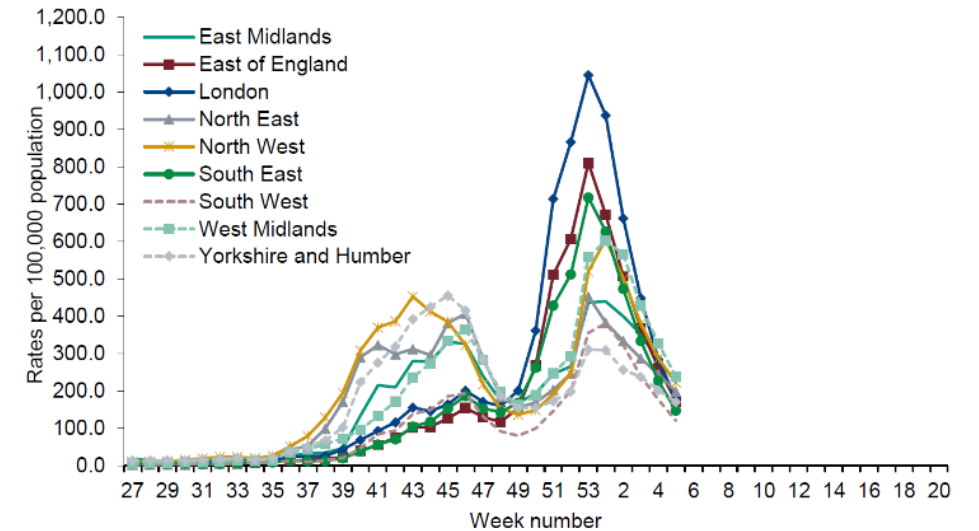 1,200.0
1,100.0
1,000.0
900.0
800.0
700.0
600.0
500.0
400.0
300.0
200.0
100.0
0.0
Rates per 100,000 population
East Midlands
East of England
London
North East
North West
South East
South West
West Midlands
Yorkshire and Humber
27 29 31 33 35 37 39 41 43 45 47 49 51 53 2 4 6 8 10 12 14 16 18 20
Week number